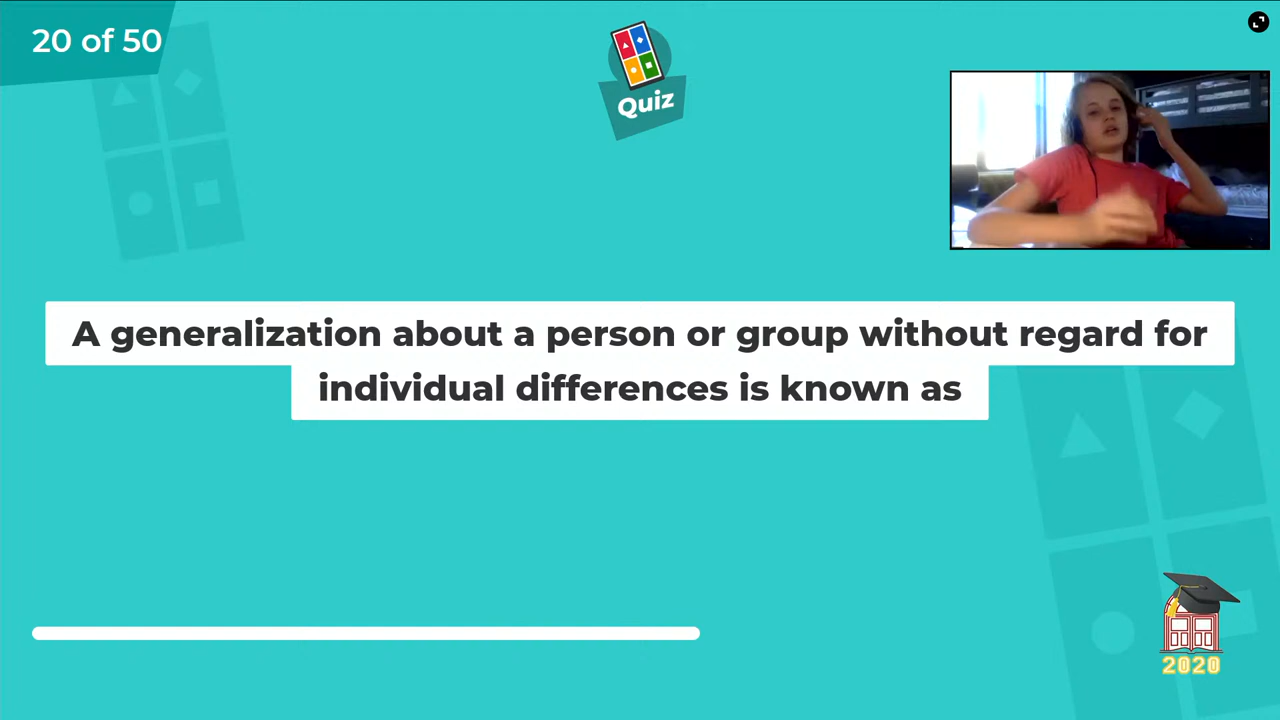 20 of 50
Quiz
A generalization about a person or group without regard for
individual differences is known as
2020